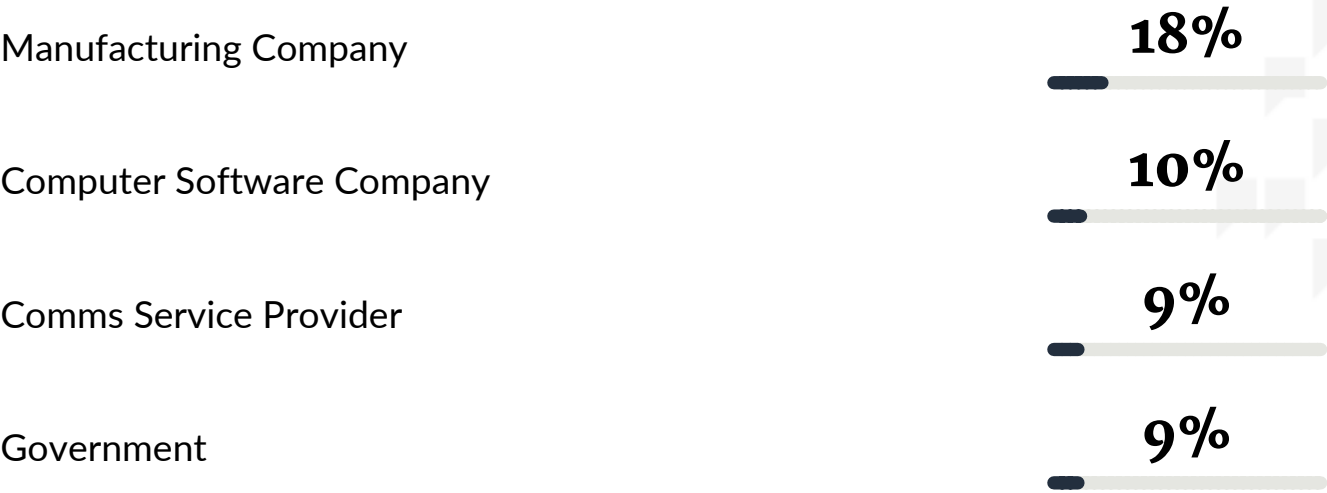 Manufacturing Company
18%
Computer Software Company
10%
Comms Service Provider
9%
Government
9%